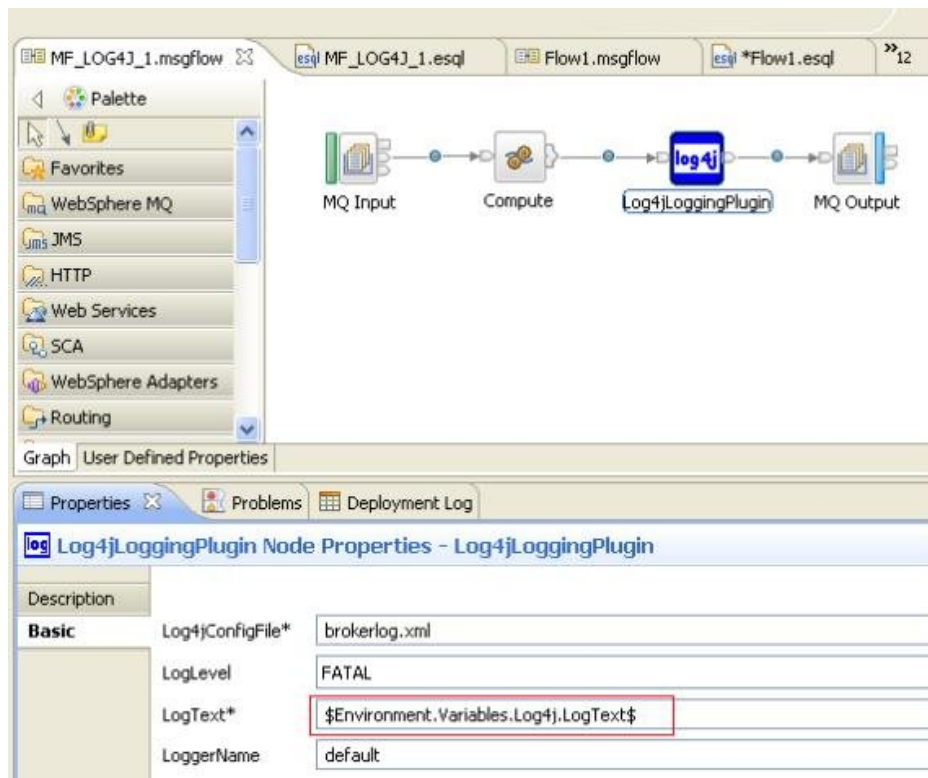 MF_LOG4J_1.msgflow
MF_LOG4J_1.esql
Flow1.msgflow
*Flow1.esql
»12
Palette
Favorites
WebSphere MQ
JMS
HTTP
Web Services
SCA
WebSphere Adapters
Routing
MQ Input
Compute
log4j
Log4jLoggingPlugin
MQ Output
Graph
User Defined Properties
Properties
Problems
Deployment Log
Log4jLoggingPlugin Node Properties - Log4jLoggingPlugin
Description
Basic
Log4jConfigFile* brokerlog.xml
LogLevel FATAL
LogText* $Environment.Variables.Log4j.LogText$
LoggerName default